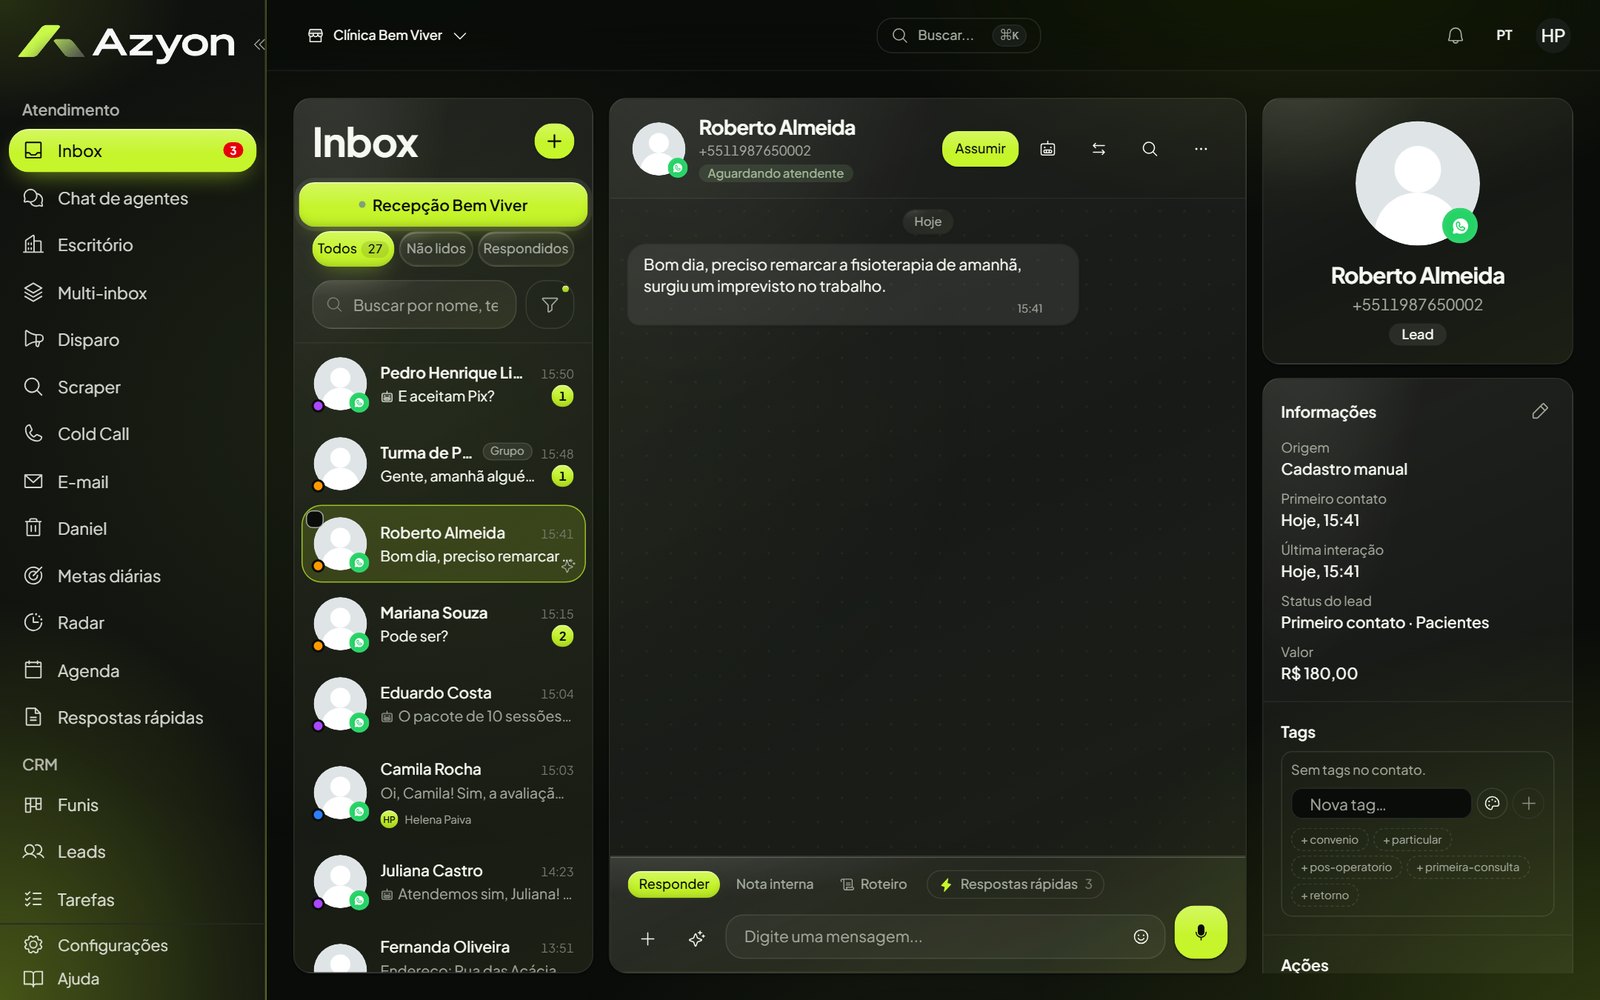 Azyon
Atendimento
Inbox 3
Chat de agentes
Escritório
Multi-inbox
Disparo
Scraper
Cold Call
E-mail
Daniel
Metas diárias
Radar
Agenda
Respostas rápidas
CRM
Funis
Leads
Tarefas
Configurações
Ajuda
Clínica Bem Viver
Buscar... ⌘K
PT
HP
Inbox
Recepção Bem Viver
Todos 27 Não lidos Respondidos
Buscar por nome, te
Pedro Henrique Li... 15:50
E aceitam Pix? 1
Turma de P... Grupo 15:48
Gente, amanhã algué... 1
Roberto Almeida 15:41
Bom dia, preciso remarcar ...
Mariana Souza 15:15
Pode ser? 2
Eduardo Costa 15:04
O pacote de 10 sessões...
Camila Rocha 15:03
Oi, Camila! Sim, a avaliaçã...
HP Helena Paiva
Juliana Castro 14:23
Atendemos sim, Juliana! ...
Fernanda Oliveira 13:51
Endereço: Rua das Acácia
Roberto Almeida
+5511987650002
Aguardando atendente
Assumir
Hoje
Bom dia, preciso remarcar a fisioterapia de amanhã,
surgiu um imprevisto no trabalho.
15:41
Responder Nota interna Roteiro Respostas rápidas 3
Digite uma mensagem...
Roberto Almeida
+5511987650002
Lead
Informações
Origem
Cadastro manual
Primeiro contato
Hoje, 15:41
Última interação
Hoje, 15:41
Status do lead
Primeiro contato · Pacientes
Valor
R$ 180,00
Tags
Sem tags no contato.
Nova tag...
+ convenio + particular
+ pos-operatorio + primeira-consulta
+ retorno
Ações